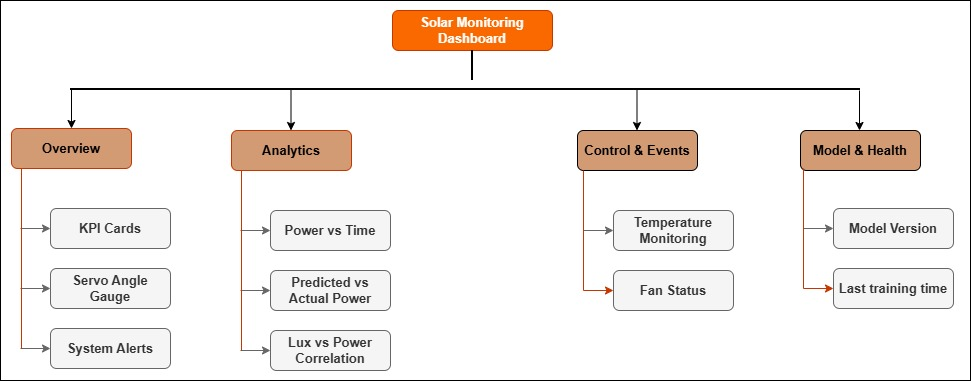 Solar Monitoring
Dashboard
Overview
Analytics
Control & Events
Model & Health
KPI Cards
Servo Angle
Gauge
System Alerts
Power vs Time
Predicted vs
Actual Power
Lux vs Power
Correlation
Temperature
Monitoring
Fan Status
Model Version
Last training time